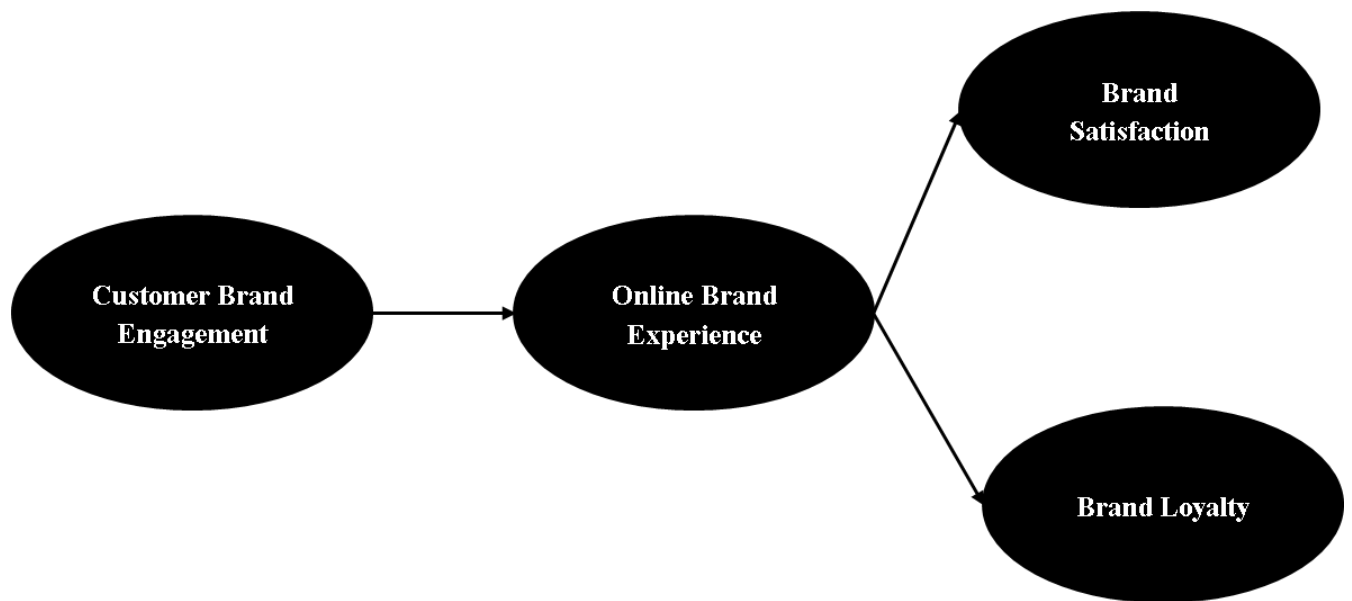 Customer Brand
Engagement
Online Brand
Experience
Brand
Satisfaction
Brand Loyalty